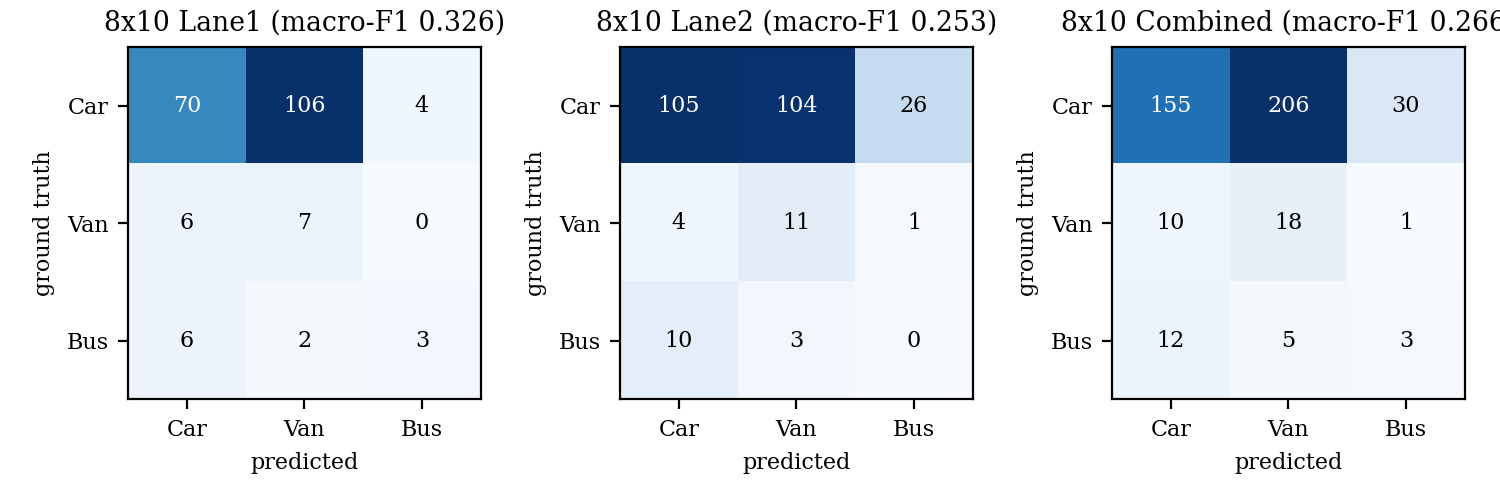 8x10 Lane1 (macro-F1 0.326)
ground truth
Car 70 106 4
Van 6 7 0
Bus 6 2 3
Car Van Bus
predicted
8x10 Lane2 (macro-F1 0.253)
ground truth
Car 105 104 26
Van 4 11 1
Bus 10 3 0
Car Van Bus
predicted
8x10 Combined (macro-F1 0.266
ground truth
Car 155 206 30
Van 10 18 1
Bus 12 5 3
Car Van Bus
predicted